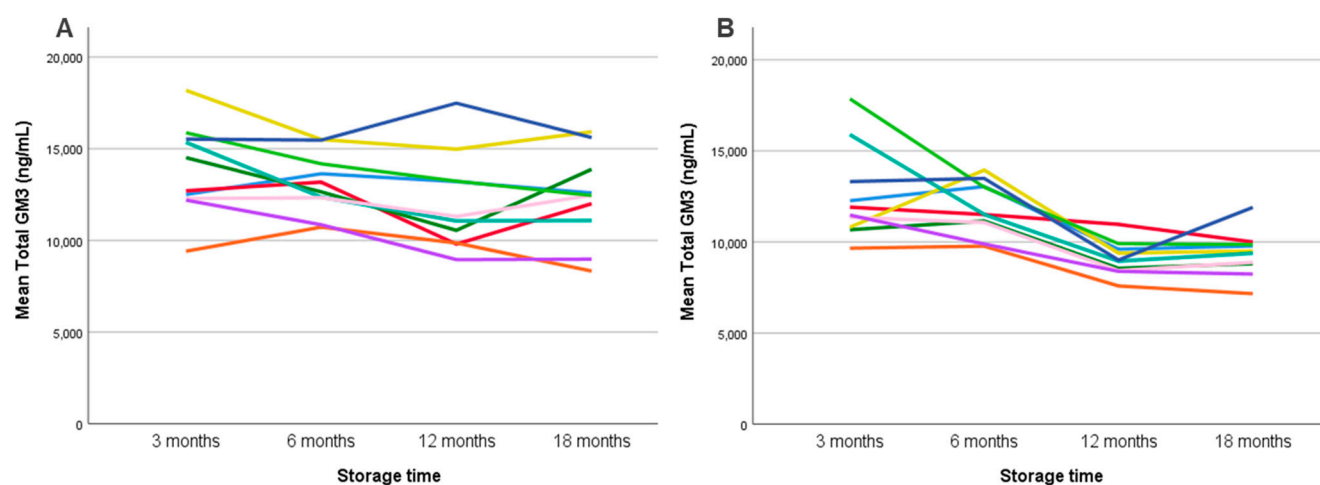 A
Mean Total GM3 (ng/mL)
20,000
15,000
10,000
5,000
0
3 months 6 months 12 months 18 months
Storage time
B
Mean Total GM3 (ng/mL)
20,000
15,000
10,000
5,000
0
3 months 6 months 12 months 18 months
Storage time